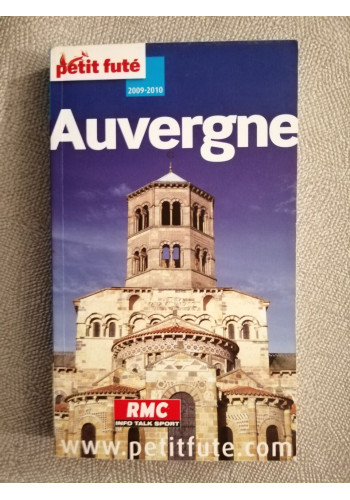 petit futé
2009-2010
Auvergne
RMC
INFO TALK SPORT
www.petitfute.com